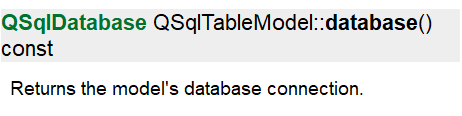 QSqlDatabase QSqlTableModel::database()
const
Returns the model's database connection.